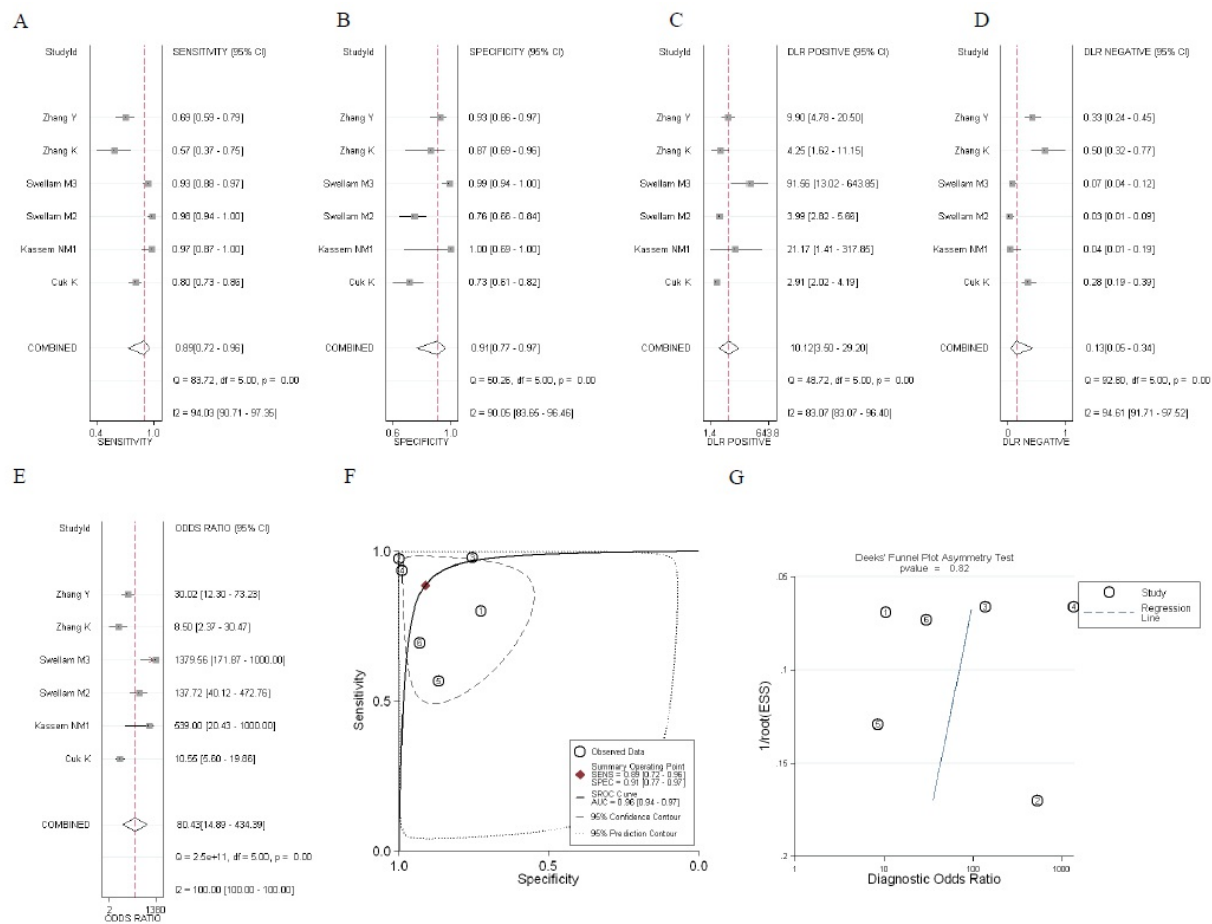 A
StudyId SENSITIVITY (95% CI)
Zhang Y 0.69 [0.59 - 0.79]
Zhang K 0.57 [0.37 - 0.75]
Swellam M3 0.93 [0.88 - 0.97]
Swellam M2 0.98 [0.94 - 1.00]
Kassem NM1 0.97 [0.87 - 1.00]
Cuk K 0.80 [0.73 - 0.86]
COMBINED 0.89[0.72 - 0.96]
Q = 83.72, df = 5.00, p = 0.00
I2 = 94.03 [90.71 - 97.35]
0.4 1.0
SENSITIVITY
B
StudyId SPECIFICITY (95% CI)
Zhang Y 0.93 [0.86 - 0.97]
Zhang K 0.87 [0.69 - 0.96]
Swellam M3 0.99 [0.94 - 1.00]
Swellam M2 0.76 [0.66 - 0.84]
Kassem NM1 1.00 [0.69 - 1.00]
Cuk K 0.73 [0.61 - 0.82]
COMBINED 0.91[0.77 - 0.97]
Q = 50.26, df = 5.00, p = 0.00
I2 = 90.05 [83.65 - 96.46]
0.6 1.0
SPECIFICITY
C
StudyId DLR POSITIVE (95% CI)
Zhang Y 9.90 [4.78 - 20.50]
Zhang K 4.25 [1.62 - 11.15]
Swellam M3 91.56 [13.02 - 643.85]
Swellam M2 3.99 [2.82 - 5.66]
Kassem NM1 21.17 [1.41 - 317.85]
Cuk K 2.91 [2.02 - 4.19]
COMBINED 10.12[3.50 - 29.20]
Q = 48.72, df = 5.00, p = 0.00
I2 = 83.07 [83.07 - 96.40]
1.4 643.8
DLR POSITIVE
D
StudyId DLR NEGATIVE (95% CI)
Zhang Y 0.33 [0.24 - 0.45]
Zhang K 0.50 [0.32 - 0.77]
Swellam M3 0.07 [0.04 - 0.12]
Swellam M2 0.03 [0.01 - 0.09]
Kassem NM1 0.04 [0.01 - 0.19]
Cuk K 0.28 [0.19 - 0.39]
COMBINED 0.13[0.05 - 0.34]
Q = 92.80, df = 5.00, p = 0.00
I2 = 94.61 [91.71 - 97.52]
0 1
DLR NEGATIVE
E
StudyId ODDS RATIO (95% CI)
Zhang Y 30.02 [12.30 - 73.23]
Zhang K 8.50 [2.37 - 30.47]
Swellam M3 1379.56 [171.87 - 1000.00]
Swellam M2 137.72 [40.12 - 472.76]
Kassem NM1 539.00 [20.43 - 1000.00]
Cuk K 10.55 [5.60 - 19.86]
COMBINED 80.43[14.89 - 434.39]
Q = 2.5e+11, df = 5.00, p = 0.00
I2 = 100.00 [100.00 - 100.00]
2 1380
ODDS RATIO
F
Sensitivity
1.0
0.5
0.0
3
4
1
6
5
Observed Data
Summary Operating Point
SENS = 0.89 [0.72 - 0.96]
SPEC = 0.91 [0.77 - 0.97]
SROC Curve
AUC = 0.96 [0.94 - 0.97]
95% Confidence Contour
95% Prediction Contour
1.0 0.5 0.0
Specificity
G
Deeks' Funnel Plot Asymmetry Test
pvalue = 0.82
1/root(ESS)
.05
.1
.15
.2
1
6
3
4
5
2
Study
Regression
Line
1 10 100 1000
Diagnostic Odds Ratio